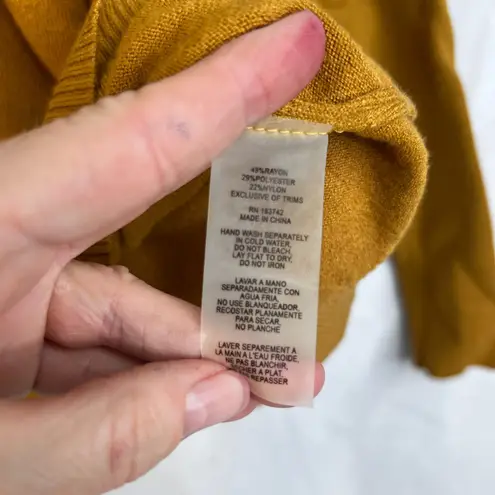 49%RAYON
29%POLYESTER
22%NYLON
EXCLUSIVE OF TRIMS
RN 163742
MADE IN CHINA
HAND WASH SEPARATELY
IN COLD WATER,
DO NOT BLEACH,
LAY FLAT TO DRY,
DO NOT IRON
LAVAR A MANO
SEPARADAMENTE CON
AGUA FRIA,
NO USE BLANQUEADOR,
RECOSTAR PLANAMENTE
PARA SECAR,
NO PLANCHE
LAVER SEPAREMENT A
LA MAIN A L'EAU FROIDE,
NE PAS BLANCHIR,
A PLAT,
REPASSER